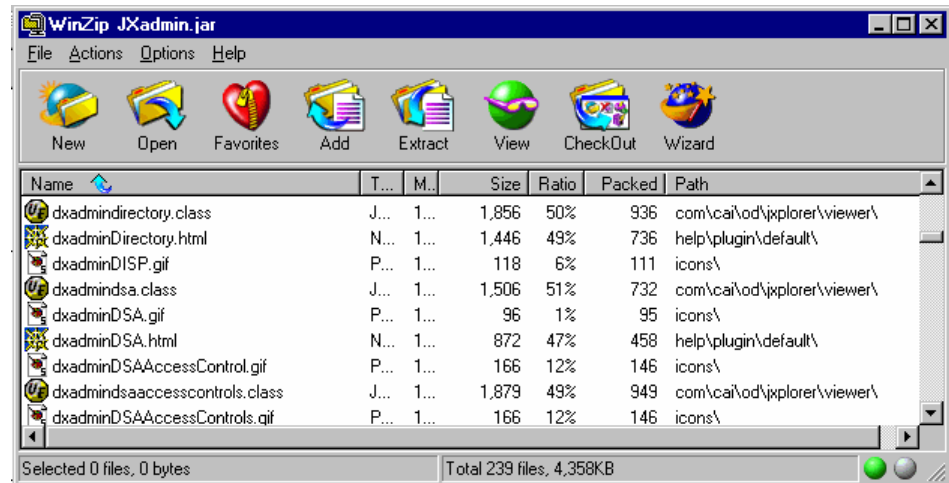 WinZip JXadmin.jar
File Actions Options Help
New Open Favorites Add Extract View CheckOut Wizard
Name T... M.. Size Ratio Packed Path
dxadmindirectory.class J... 1... 1,856 50% 936 com\cai\od\jxplorer\viewer\
dxadminDirectory.html N... 1... 1,446 49% 736 help\plugin\default\
dxadminDISP.gif P... 1... 118 6% 111 icons\
dxadmindsa.class J... 1... 1,506 51% 732 com\cai\od\jxplorer\viewer\
dxadminDSA.gif P... 1... 96 1% 95 icons\
dxadminDSA.html N... 1... 872 47% 458 help\plugin\default\
dxadminDSAAccessControl.gif P... 1... 166 12% 146 icons\
dxadmindsaaccesscontrols.class J... 1... 1,879 49% 949 com\cai\od\jxplorer\viewer\
dxadminDSAAccessControls.gif P... 1... 166 12% 146 icons\
Selected 0 files, 0 bytes Total 239 files, 4,358KB